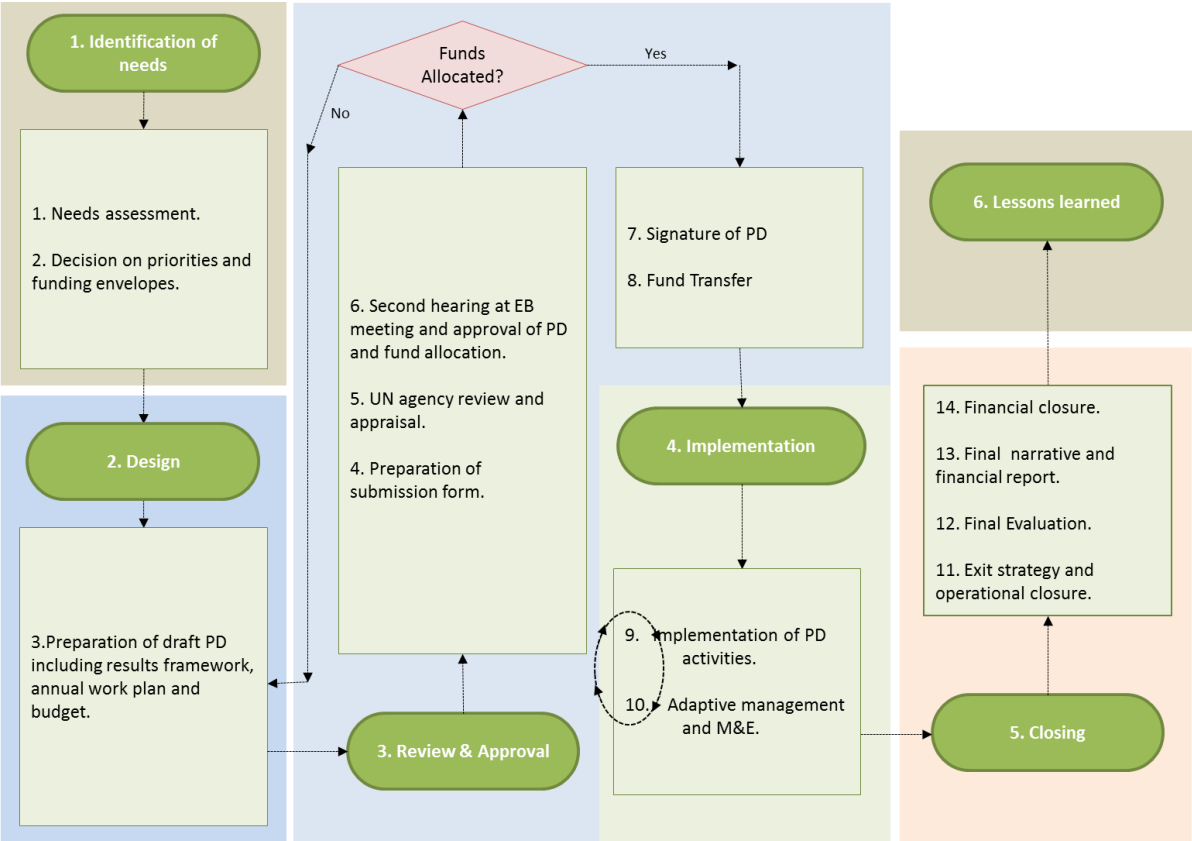 1. Identification of
needs
1. Needs assessment.
2. Decision on priorities and
funding envelopes.
2. Design
3.Preparation of draft PD
including results framework,
annual work plan and
budget.
Funds
Allocated?
Yes
No
6. Second hearing at EB
meeting and approval of PD
and fund allocation.
5. UN agency review and
appraisal.
4. Preparation of
submission form.
3. Review & Approval
7. Signature of PD
8. Fund Transfer
4. Implementation
9. Implementation of PD
activities.
10. Adaptive management
and M&E.
6. Lessons learned
14. Financial closure.
13. Final  narrative and
financial report.
12. Final Evaluation.
11. Exit strategy and
operational closure.
5. Closing